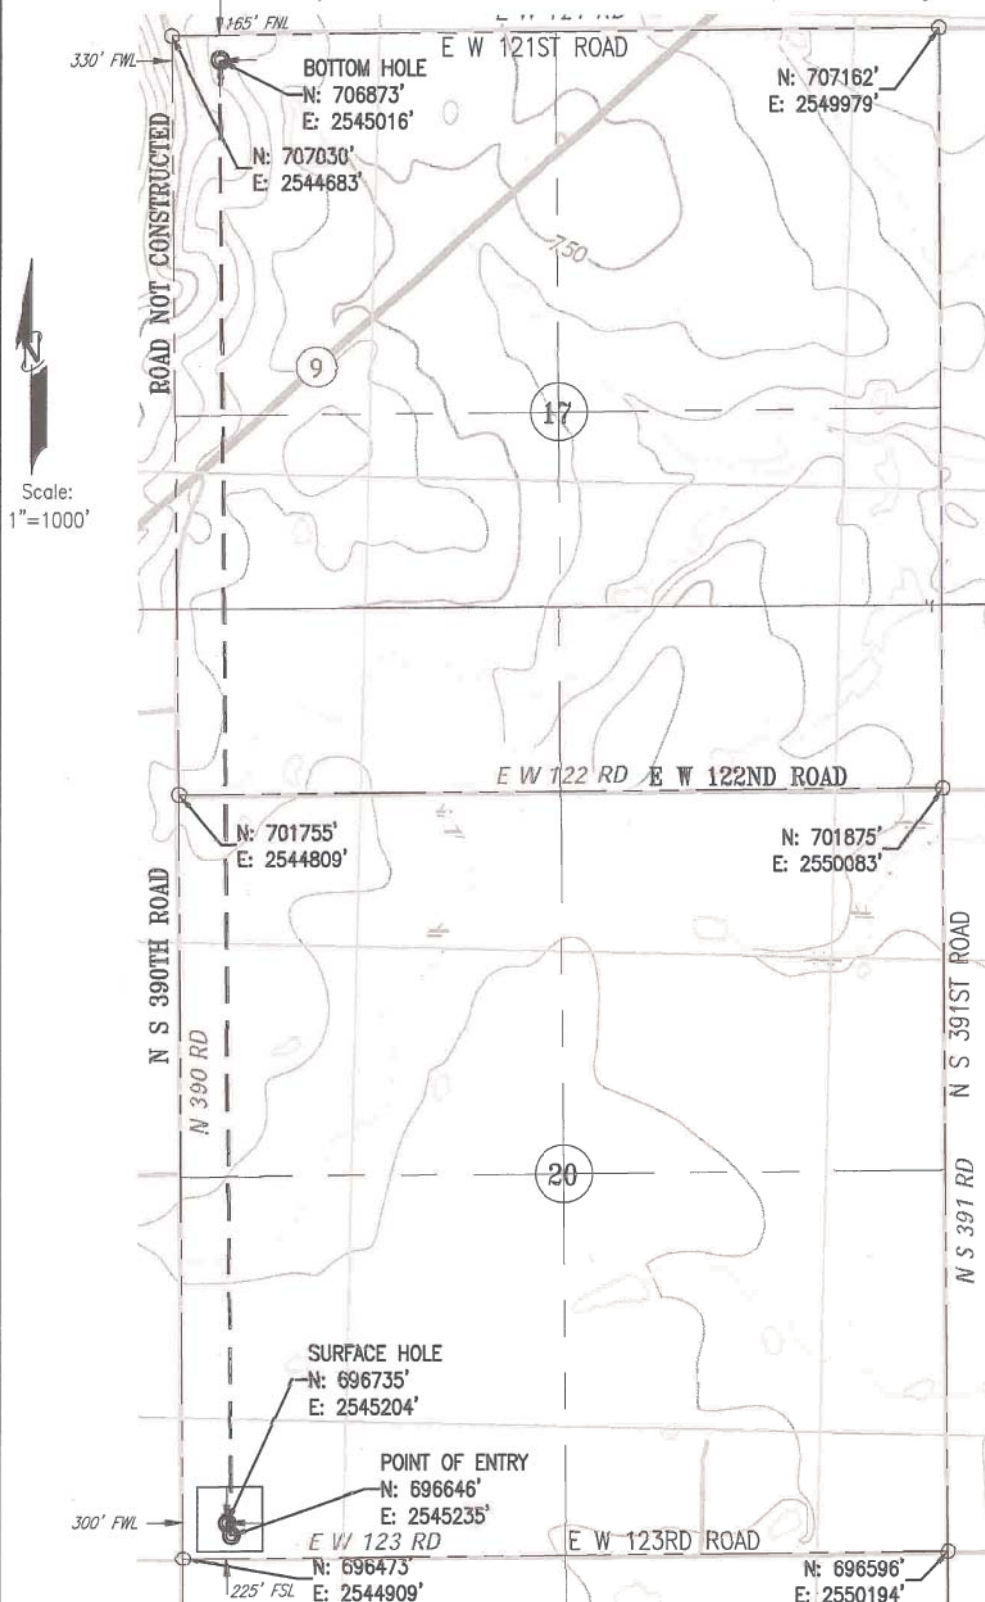 165' FNL
E W 121ST ROAD
330' FWL
BOTTOM HOLE
N: 706873'
E: 2545016'
N: 707162'
E: 2549979'
N: 707030'
E: 2544683'
ROAD NOT CONSTRUCTED
750
N
9
17
Scale:
1"=1000'
E W 122 RD
E W 122ND ROAD
N: 701755'
E: 2544809'
N: 701875'
E: 2550083'
N S 390TH ROAD
N 390 RD
N S 391ST ROAD
N S 391 RD
20
SURFACE HOLE
N: 696735'
E: 2545204'
POINT OF ENTRY
N: 696646'
E: 2545235'
300' FWL
E W 123 RD
E W 123RD ROAD
N: 696473'
E: 2544909'
225' FSL
N: 696596'
E: 2550194'